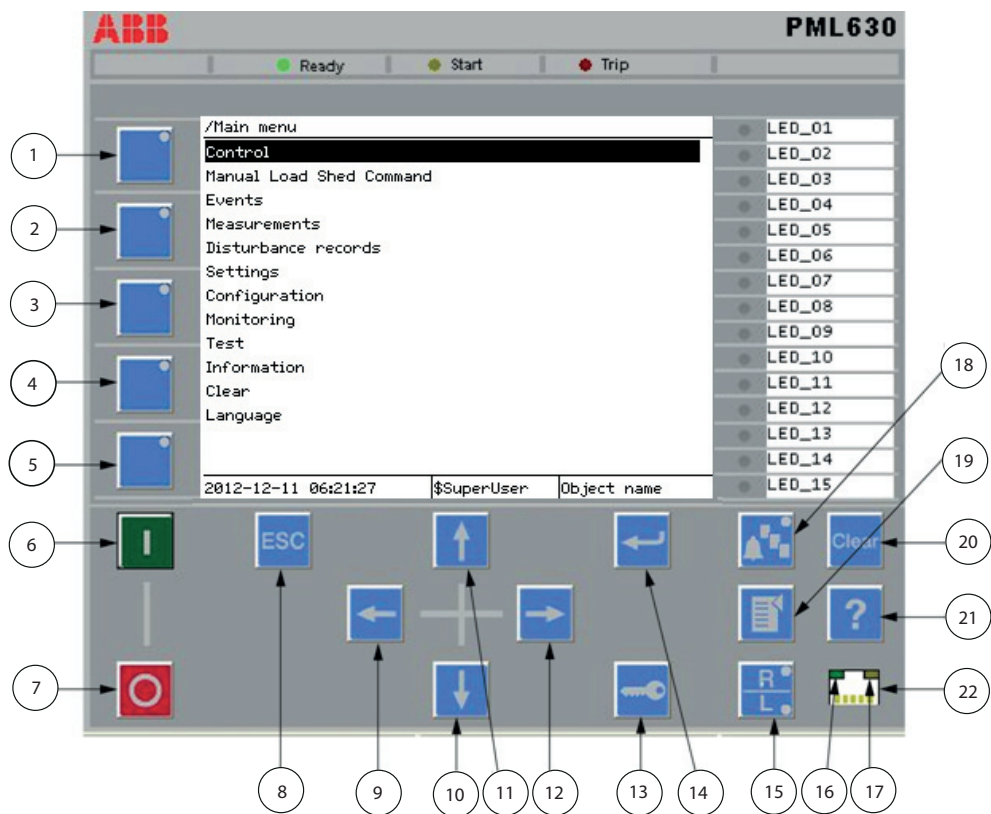 ABB
PML630
Ready
Start
Trip
/Main menu
Control
Manual Load Shed Command
Events
Measurements
Disturbance records
Settings
Configuration
Monitoring
Test
Information
Clear
Language
2012-12-11 06:21:27
$SuperUser
Object name
LED_01
LED_02
LED_03
LED_04
LED_05
LED_06
LED_07
LED_08
LED_09
LED_10
LED_11
LED_12
LED_13
LED_14
LED_15
1
2
3
4
5
6
7
I
ESC
Clear
?
O
R
L
18
19
20
21
22
8
9
10
11
12
13
14
15
16
17